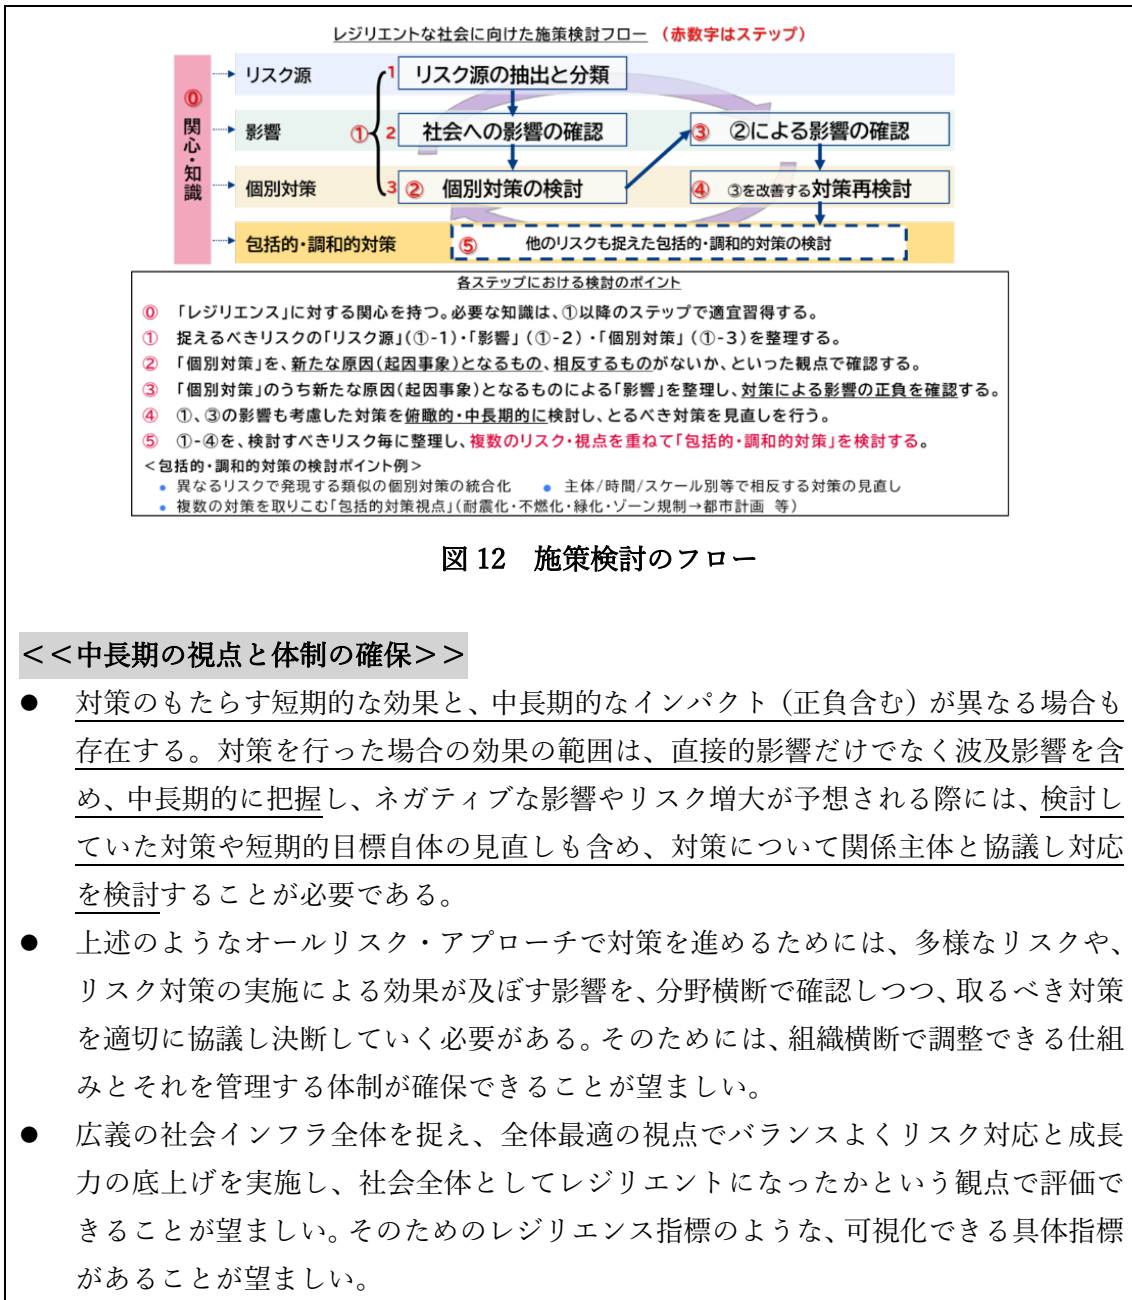 レジリエントな社会に向けた施策検討フロー （赤数字はステップ）
⓪
関心・知識
リスク源
影響
個別対策
包括的・調和的対策
①
1 リスク源の抽出と分類
2 社会への影響の確認
3 ② 個別対策の検討
③ ②による影響の確認
④ ③を改善する対策再検討
⑤ 他のリスクも捉えた包括的・調和的対策の検討
各ステップにおける検討のポイント
⓪ 「レジリエンス」に対する関心を持つ。必要な知識は、①以降のステップで適宜習得する。
① 捉えるべきリスクの「リスク源」(①-1)・「影響」(①-2)・「個別対策」(①-3)を整理する。
② 「個別対策」を、新たな原因(起因事象)となるもの、相反するものがないか、といった観点で確認する。
③ 「個別対策」のうち新たな原因(起因事象)となるものによる「影響」を整理し、対策による影響の正負を確認する。
④ ①、③の影響も考慮した対策を俯瞰的・中長期的に検討し、とるべき対策を見直しを行う。
⑤ ①-④を、検討すべきリスク毎に整理し、複数のリスク・視点を重ねて「包括的・調和的対策」を検討する。
＜包括的・調和的対策の検討ポイント例＞
• 異なるリスクで発現する類似の個別対策の統合化 • 主体/時間/スケール別等で相反する対策の見直し
• 複数の対策を取りこむ「包括的対策視点」(耐震化・不燃化・緑化・ゾーン規制→都市計画 等)
図 12 施策検討のフロー
＜＜中長期の視点と体制の確保＞＞
● 対策のもたらす短期的な効果と、中長期的なインパクト（正負含む）が異なる場合も
存在する。対策を行った場合の効果の範囲は、直接的影響だけでなく波及影響を含
め、中長期的に把握し、ネガティブな影響やリスク増大が予想される際には、検討し
ていた対策や短期的目標自体の見直しも含め、対策について関係主体と協議し対応
を検討することが必要である。
● 上述のようなオールリスク・アプローチで対策を進めるためには、多様なリスクや、
リスク対策の実施による効果が及ぼす影響を、分野横断で確認しつつ、取るべき対策
を適切に協議し決断していく必要がある。そのためには、組織横断で調整できる仕組
みとそれを管理する体制が確保できることが望ましい。
● 広義の社会インフラ全体を捉え、全体最適の視点でバランスよくリスク対応と成長
力の底上げを実施し、社会全体としてレジリエントになったかという観点で評価で
きることが望ましい。そのためのレジリエンス指標のような、可視化できる具体指標
があることが望ましい。